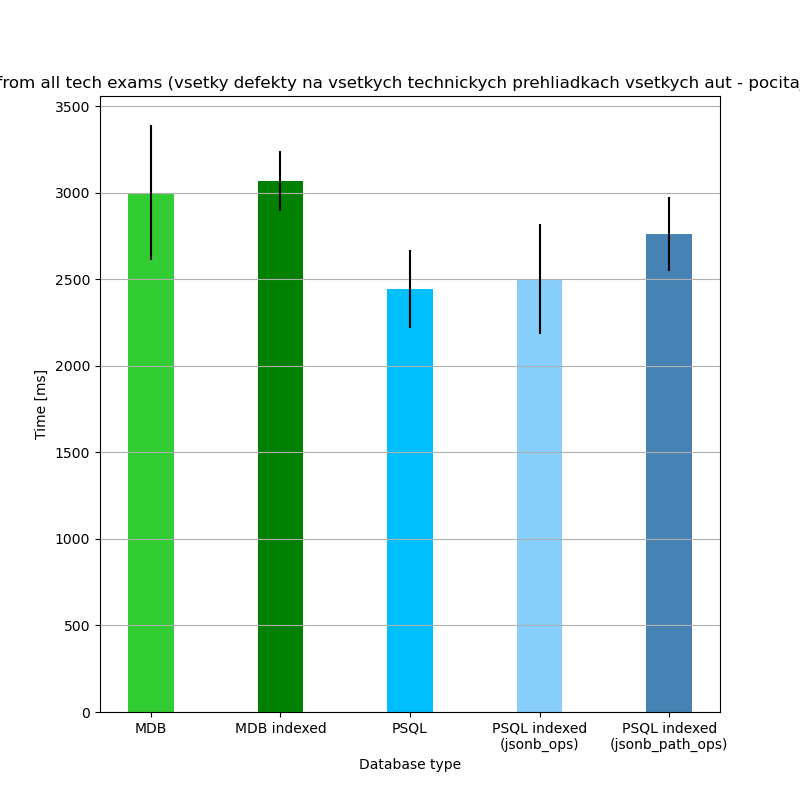 from all tech exams (vsetky defekty na vsetkych technickych prehliadkach vsetkych aut - pocita
3500
3000
2500
2000
1500
1000
500
0
Time [ms]
MDB
MDB indexed
PSQL
PSQL indexed
(jsonb_ops)
PSQL indexed
(jsonb_path_ops)
Database type